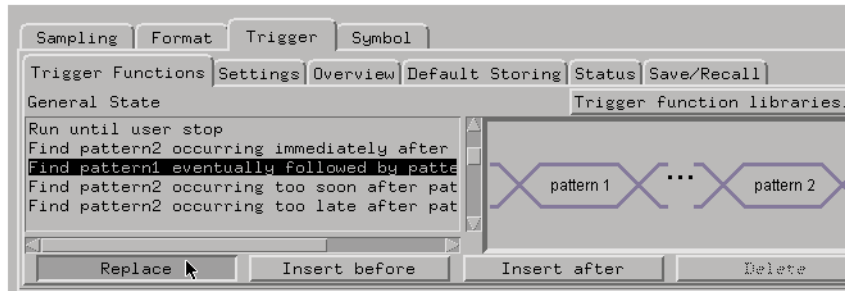 Sampling Format Trigger Symbol
Trigger Functions Settings Overview Default Storing Status Save/Recall
General State
Trigger function libraries.
Run until user stop
Find pattern2 occurring immediately after
Find pattern1 eventually followed by patte
Find pattern2 occurring too soon after pat
Find pattern2 occurring too late after pat
pattern 1 ... pattern 2
Replace Insert before Insert after Delete